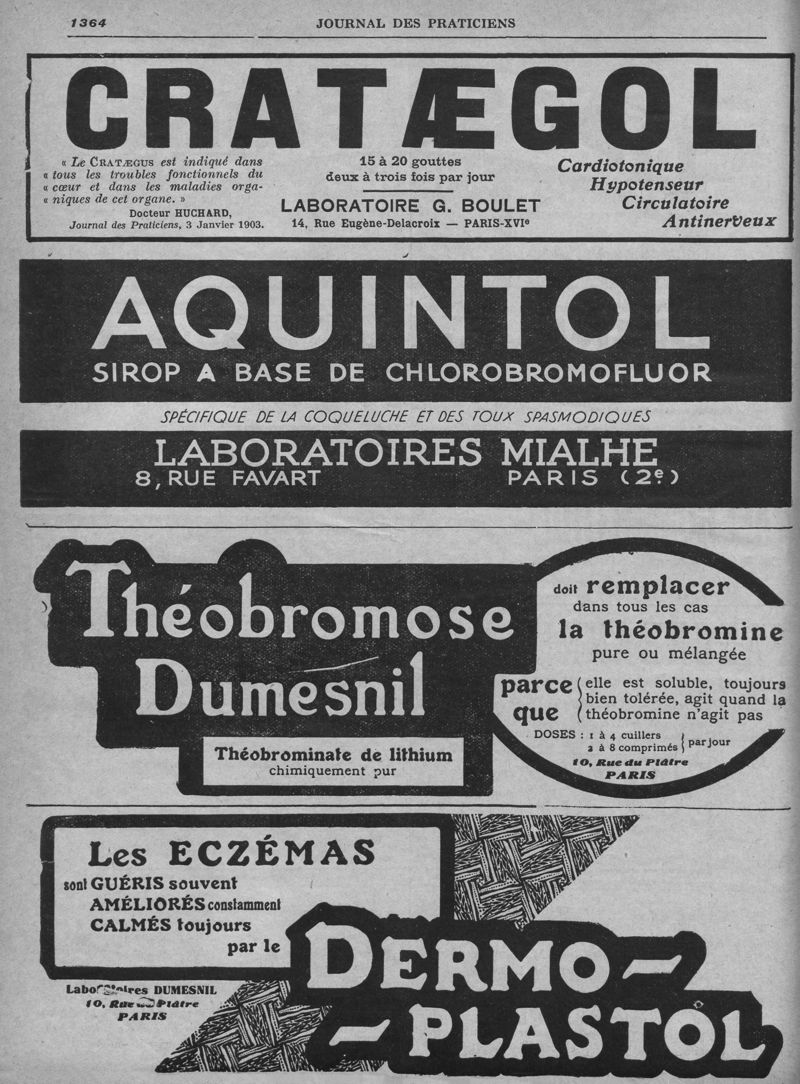 1364
JOURNAL DES PRATICIENS
CRATÆGOL
« Le CRATÆGUS est indiqué dans
« tous les troubles fonctionnels du
« cœur et dans les maladies orga-
« niques de cet organe. »
Docteur HUCHARD,
Journal des Praticiens, 3 Janvier 1903.
15 à 20 gouttes
deux à trois fois par jour
LABORATOIRE G. BOULET
14, Rue Eugène-Delacroix — PARIS-XVIe
Cardiotonique
Hypotenseur
Circulatoire
Antinerveux
AQUINTOL
SIROP A BASE DE CHLOROBROMOFLUOR
SPÉCIFIQUE DE LA COQUELUCHE ET DES TOUX SPASMODIQUES
LABORATOIRES MIALHE
8, RUE FAVART PARIS (2e)
Théobromose
Dumesnil
Théobrominate de lithium
chimiquement pur
doit remplacer
dans tous les cas
la théobromine
pure ou mélangée
parce que
elle est soluble, toujours
bien tolérée, agit quand la
théobromine n'agit pas
DOSES : 1 à 4 cuillers
2 à 8 comprimés
par jour
10, Rue du Plâtre
PARIS
Les ECZÉMAS
sont GUÉRIS souvent
AMÉLIORÉS constamment
CALMÉS toujours
par le
DERMO-
-PLASTOL
Laboratoires DUMESNIL
10, Rue du Plâtre
PARIS